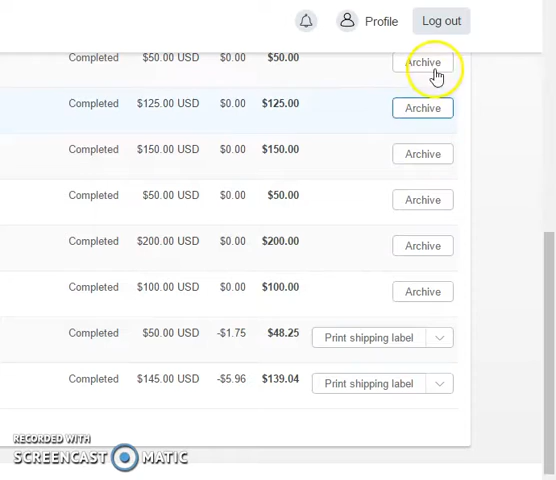 Profile Log out
Completed $50.00 USD $0.00 $50.00 Archive
Completed $125.00 USD $0.00 $125.00 Archive
Completed $150.00 USD $0.00 $150.00 Archive
Completed $50.00 USD $0.00 $50.00 Archive
Completed $200.00 USD $0.00 $200.00 Archive
Completed $100.00 USD $0.00 $100.00 Archive
Completed $50.00 USD -$1.75 $48.25 Print shipping label
Completed $145.00 USD -$5.96 $139.04 Print shipping label
RECORDED WITH
SCREENCAST MATIC